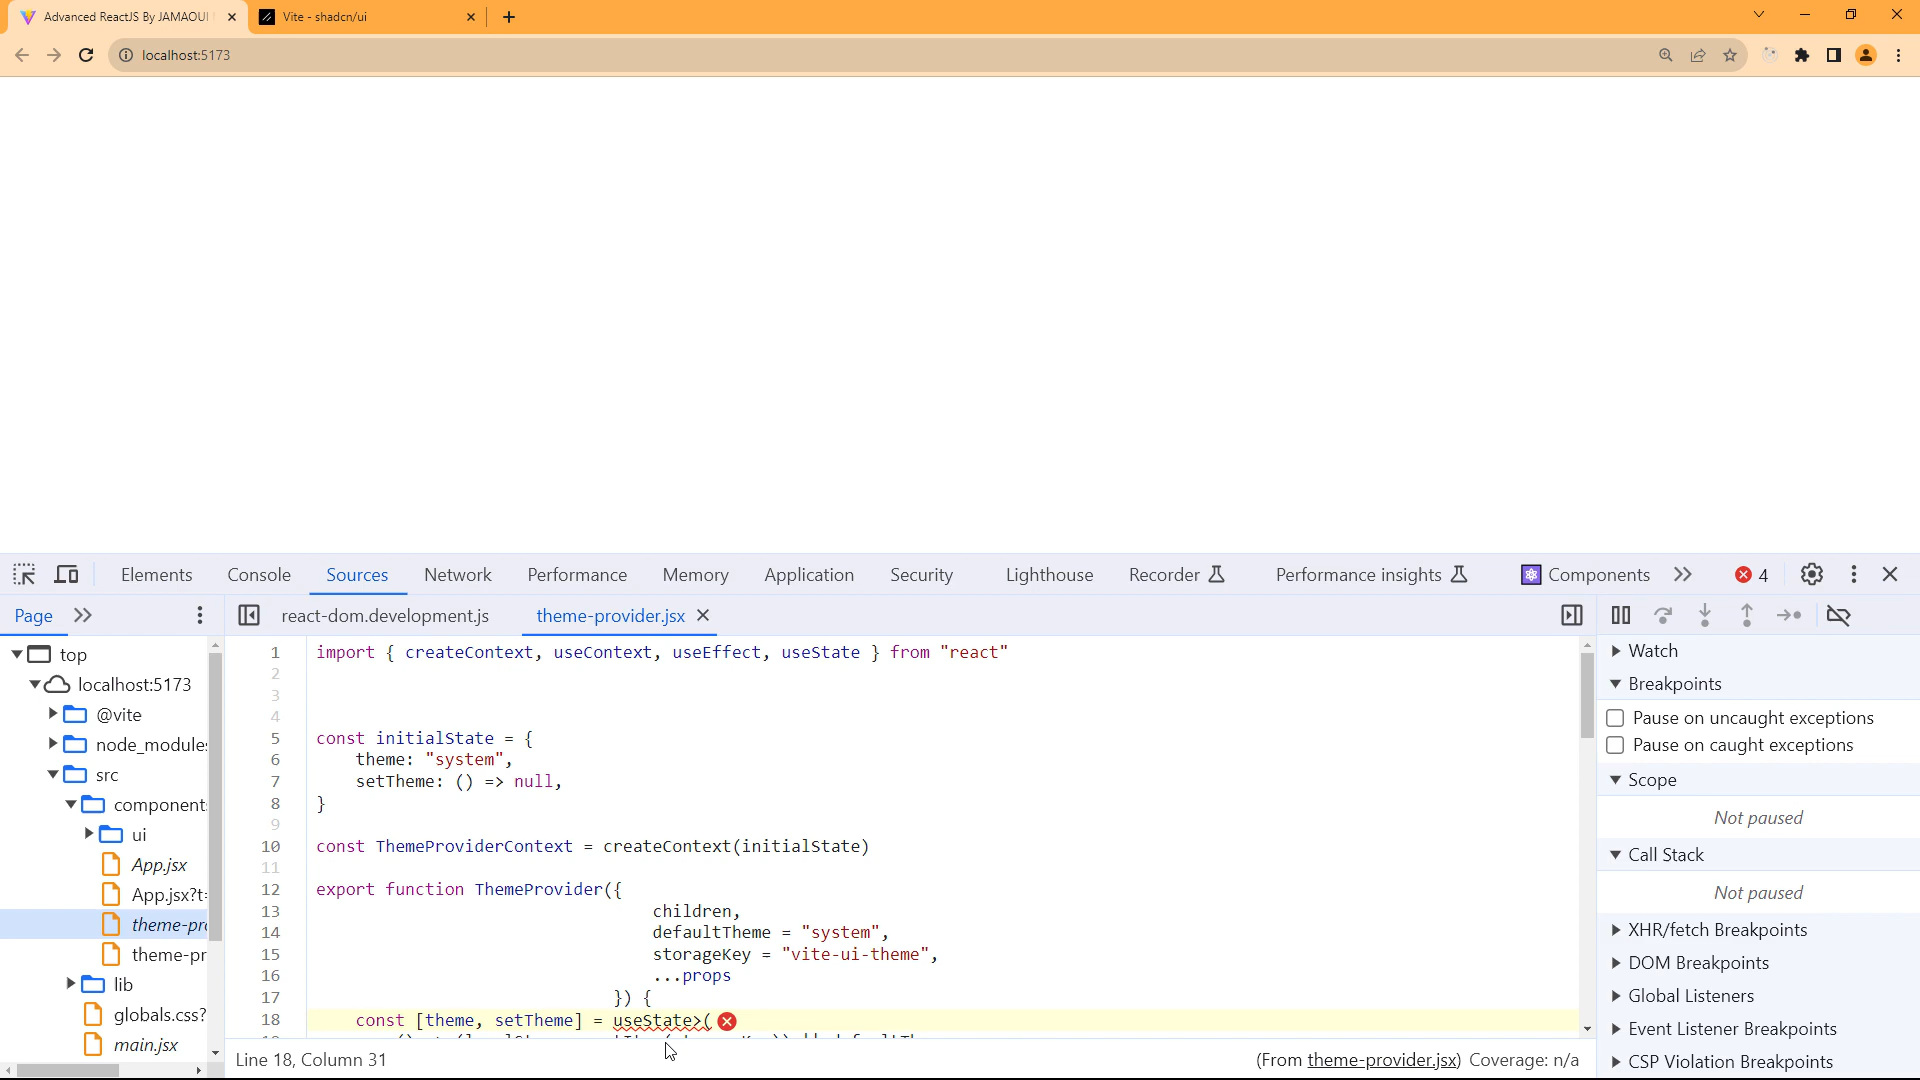 Advanced ReactJS By JAMAOUI
Vite - shadcn/ui
localhost:5173
Elements
Console
Sources
Network
Performance
Memory
Application
Security
Lighthouse
Recorder
Performance insights
Components
4
Page
react-dom.development.js
theme-provider.jsx
top
localhost:5173
@vite
node_modules
src
component
ui
App.jsx
App.jsx?t
theme-pr
theme-pr
lib
globals.css?
main.jsx
1 import { createContext, useContext, useEffect, useState } from "react"
2
3
4
5 const initialState = {
6 theme: "system",
7 setTheme: () => null,
8 }
9
10 const ThemeProviderContext = createContext(initialState)
11
12 export function ThemeProvider({
13 children,
14 defaultTheme = "system",
15 storageKey = "vite-ui-theme",
16 ...props
17 }) {
18 const [theme, setTheme] = useState>(
Line 18, Column 31
(From theme-provider.jsx) Coverage: n/a
Watch
Breakpoints
Pause on uncaught exceptions
Pause on caught exceptions
Scope
Not paused
Call Stack
Not paused
XHR/fetch Breakpoints
DOM Breakpoints
Global Listeners
Event Listener Breakpoints
CSP Violation Breakpoints